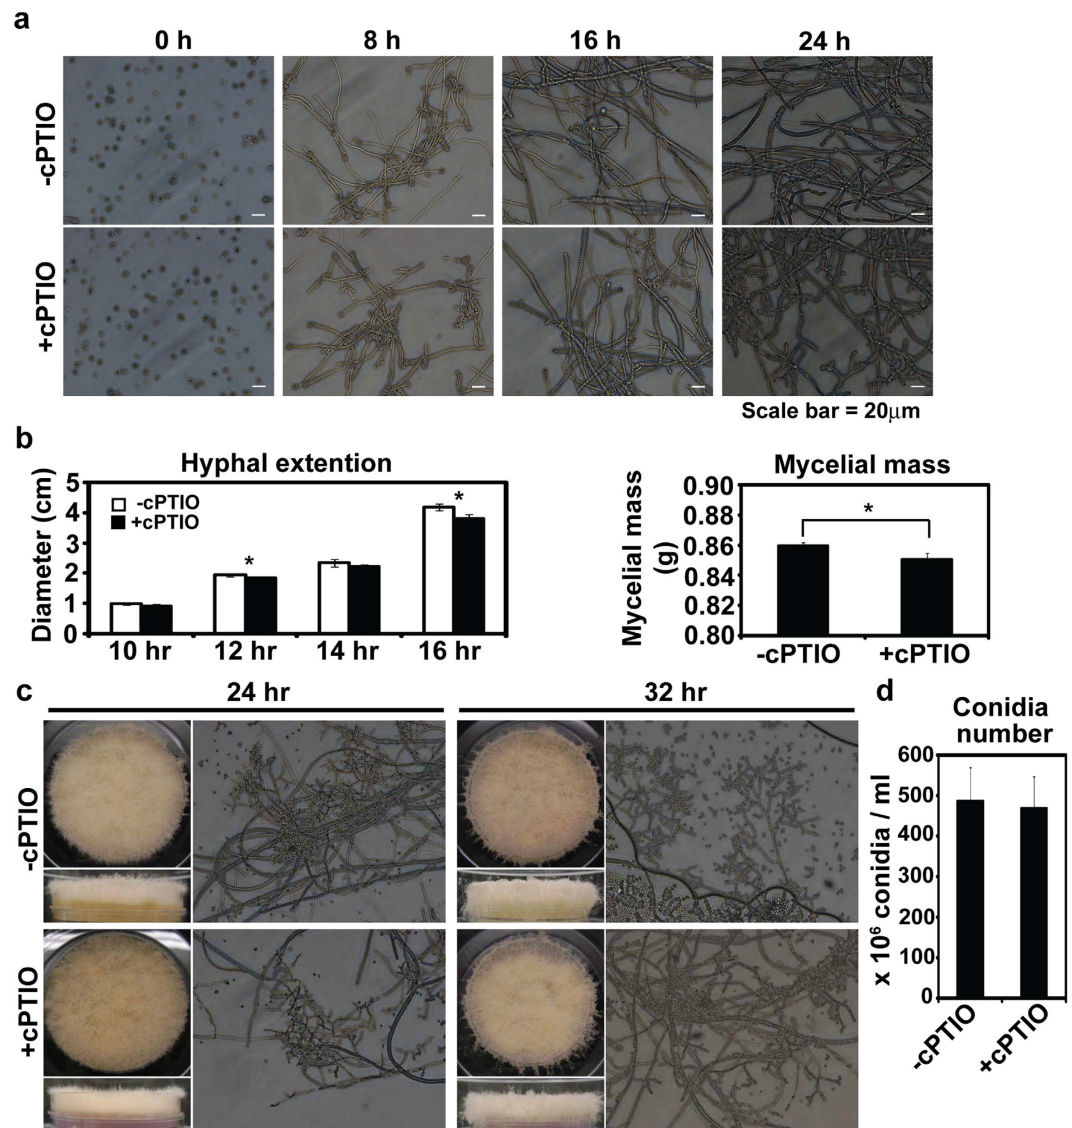 a
0 h 8 h 16 h 24 h
-cPTIO
+cPTIO
Scale bar = 20μm
b
Hyphal extention
Diameter (cm)
5
4
3
2
1
0
-cPTIO
+cPTIO
*
*
10 hr 12 hr 14 hr 16 hr
Mycelial mass
Mycelial mass
(g)
0.90
0.88
0.86
0.84
0.82
0.80
*
-cPTIO +cPTIO
c
24 hr 32 hr
-cPTIO
+cPTIO
d
Conidia
number
x 10⁶ conidia / ml
600
500
400
300
200
100
0
-cPTIO
+cPTIO